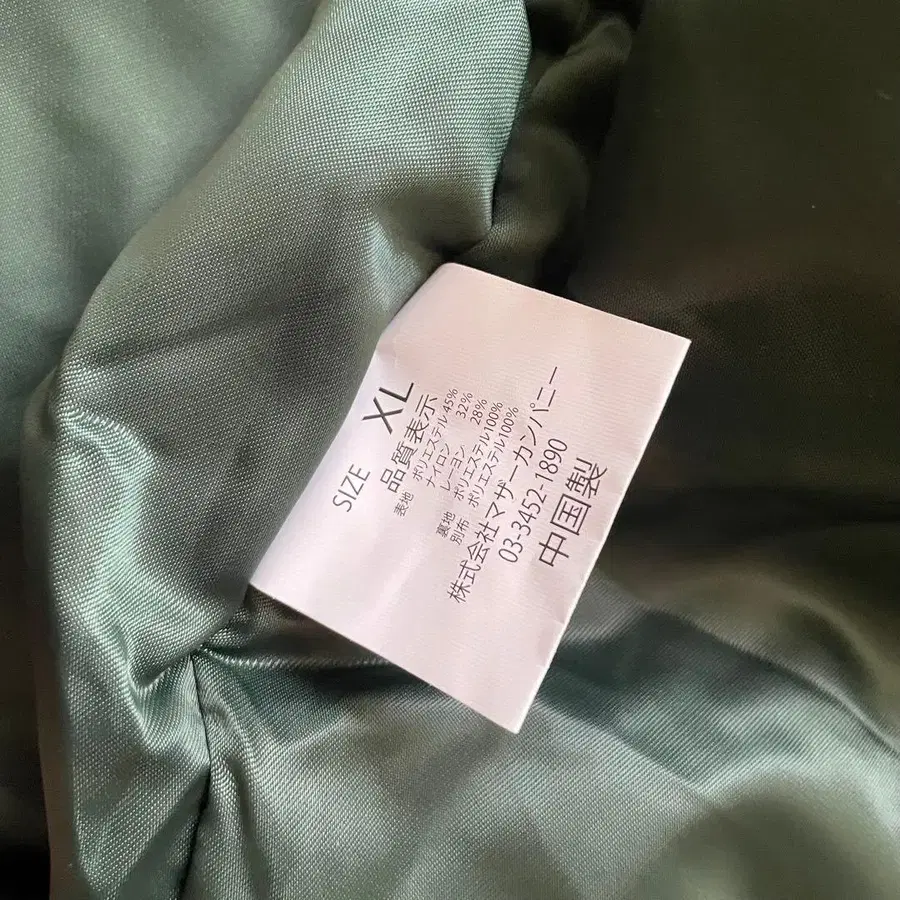 SIZE XL
品質表示
表地 ポリエステル45%
ナイロン 32%
レーヨン 28%
裏地 ポリエステル100%
別布 ポリエステル100%
株式会社マザーカンパニー
03-3452-1890
中国製